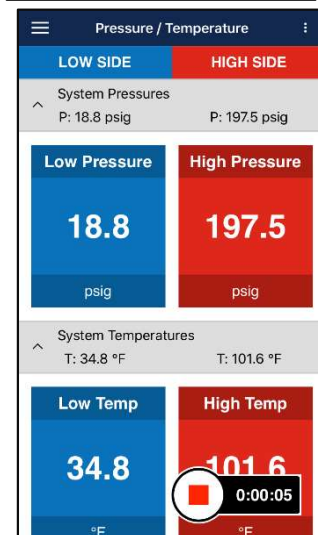 Pressure / Temperature
LOW SIDE HIGH SIDE
System Pressures
P: 18.8 psig P: 197.5 psig
Low Pressure High Pressure
18.8 197.5
psig psig
System Temperatures
T: 34.8 °F T: 101.6 °F
Low Temp High Temp
34.8 101.6
0:00:05
°F °F